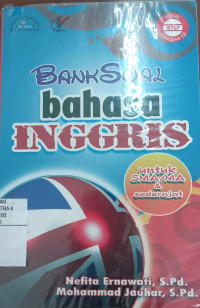 BANK SOAL
bahasa
INGGRIS
untuk
SMA/MA
&
sederajat
Nefita Ernawati, S.Pd.
Mohammad Jauhar, S.Pd.